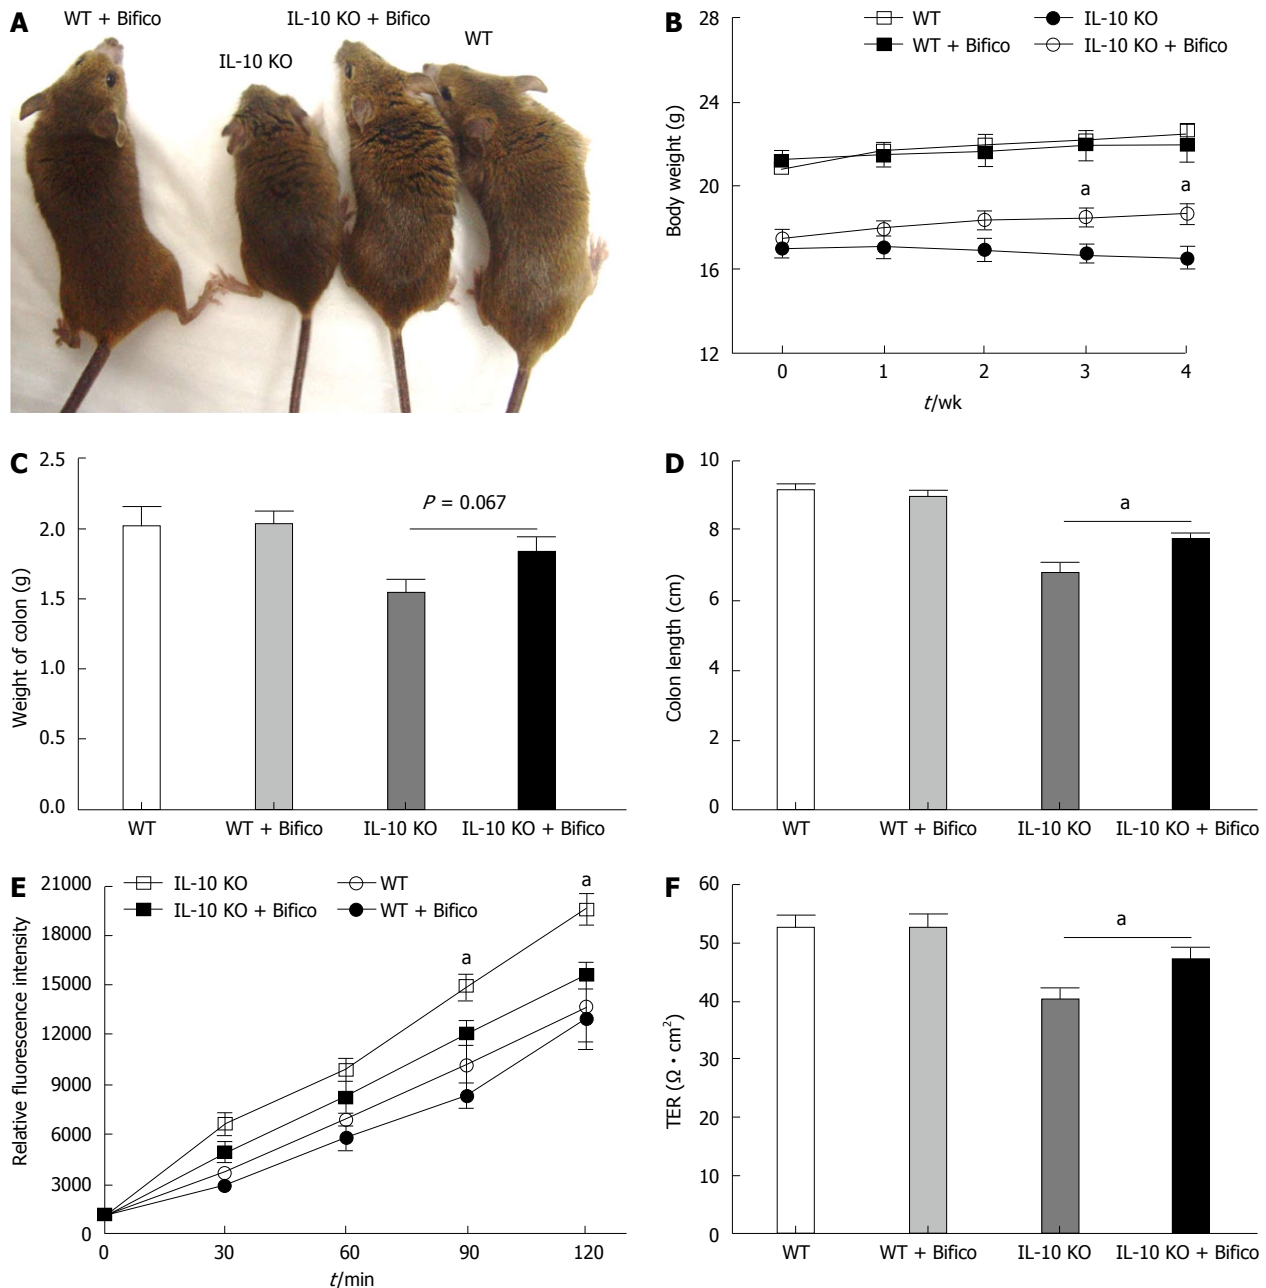 A
WT + Bifico
IL-10 KO
IL-10 KO + Bifico
WT
B
28
24
20
16
12
Body weight (g)
WT
IL-10 KO
WT + Bifico
IL-10 KO + Bifico
a
a
0 1 2 3 4
t/wk
C
2.5
2.0
1.5
1.0
0.5
0.0
Weight of colon (g)
P = 0.067
WT WT + Bifico IL-10 KO IL-10 KO + Bifico
D
10
8
6
4
2
0
Colon length (cm)
a
WT WT + Bifico IL-10 KO IL-10 KO + Bifico
E
21000
18000
15000
12000
9000
6000
3000
0
Relative fluorescence intensity
IL-10 KO WT
IL-10 KO + Bifico WT + Bifico
a
a
0 30 60 90 120
t/min
F
60
50
40
30
20
10
0
TER (Ω • cm²)
a
WT WT + Bifico IL-10 KO IL-10 KO + Bifico